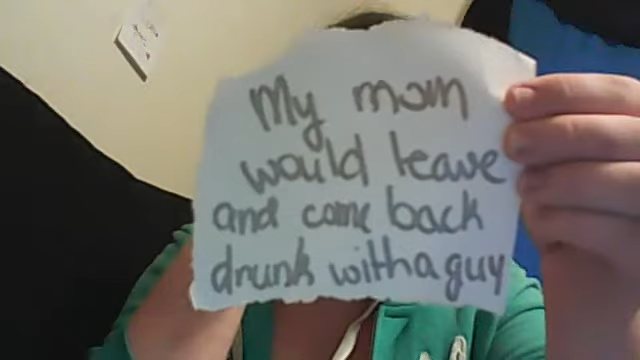 My mom
would leave
and come back
drunk with a guy